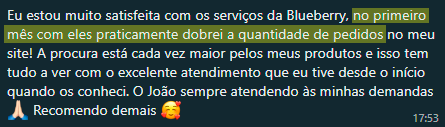 Eu estou muito satisfeita com os serviços da Blueberry, no primeiro
mês com eles praticamente dobrei a quantidade de pedidos no meu
site! A procura está cada vez maior pelos meus produtos e isso tem
tudo a ver com o excelente atendimento que eu tive desde o início
quando os conheci. O João sempre atendendo às minhas demandas
🙏🏻 Recomendo demais 🥰
17:53